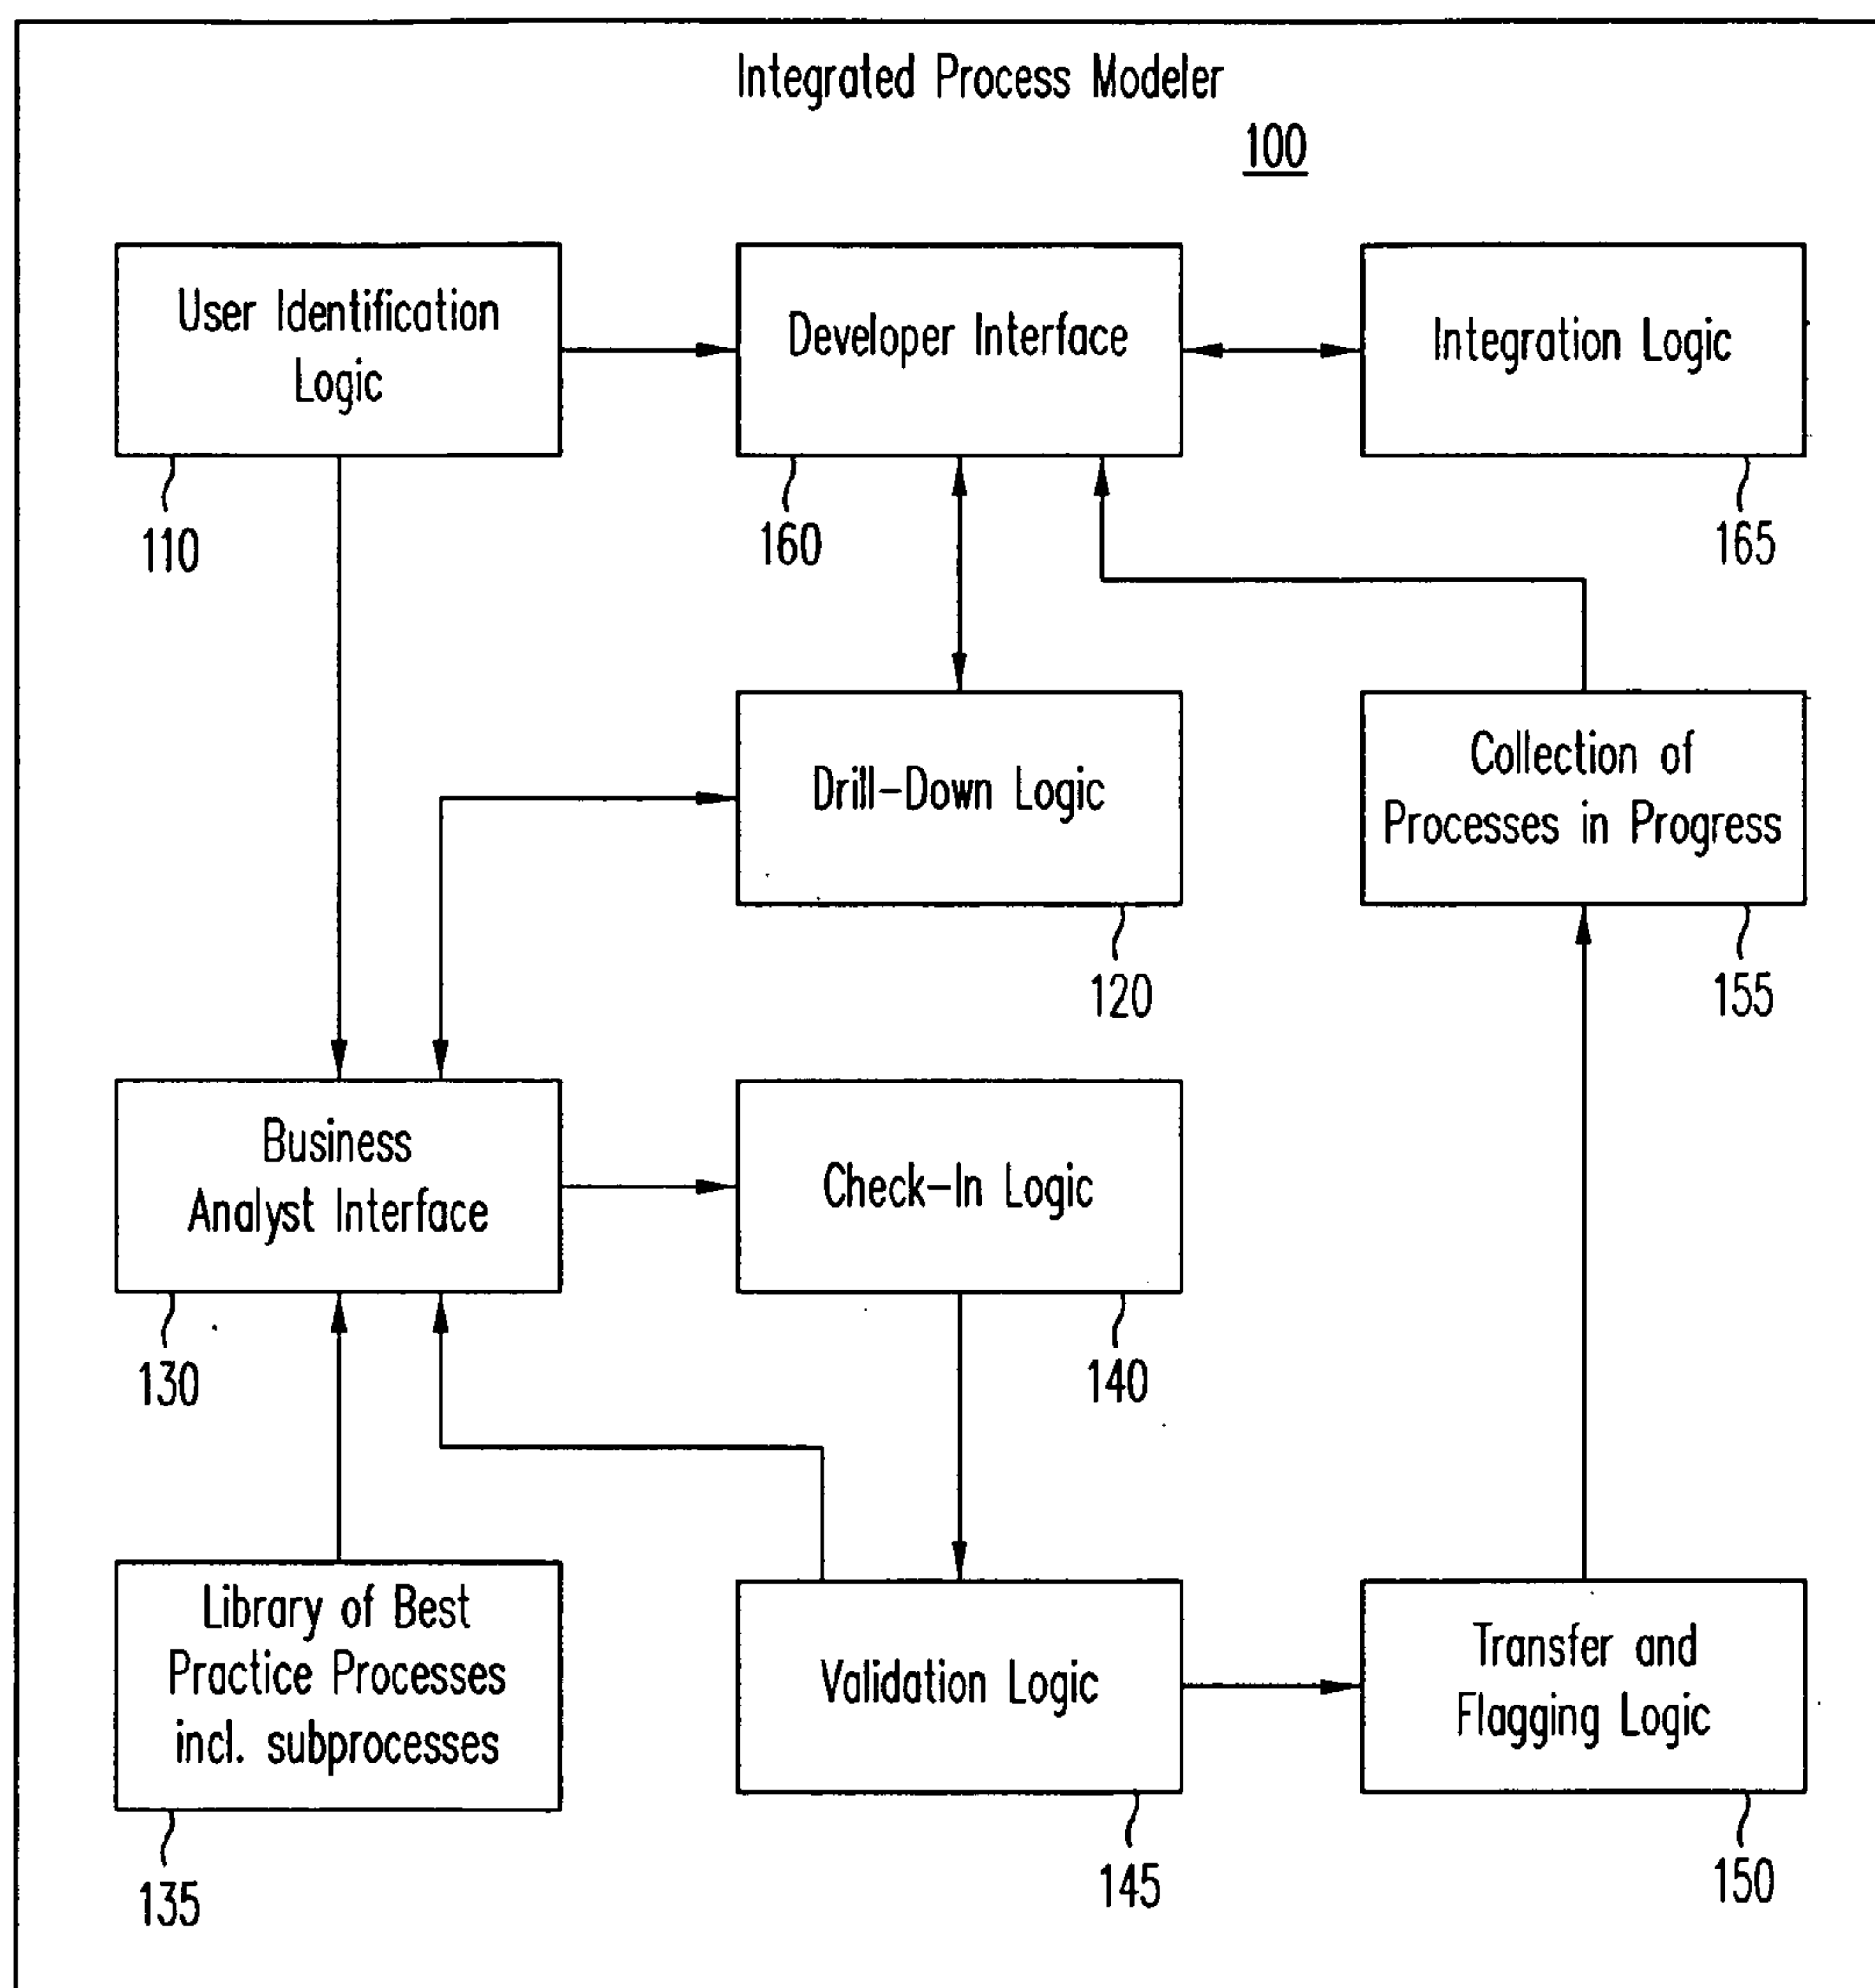 Integrated Process Modeler
100
User Identification
Logic
110
Developer Interface
160
Integration Logic
165
Drill-Down Logic
120
Collection of
Processes in Progress
155
Business
Analyst Interface
130
Check-In Logic
140
Library of Best
Practice Processes
incl. subprocesses
135
Validation Logic
145
Transfer and
Flagging Logic
150